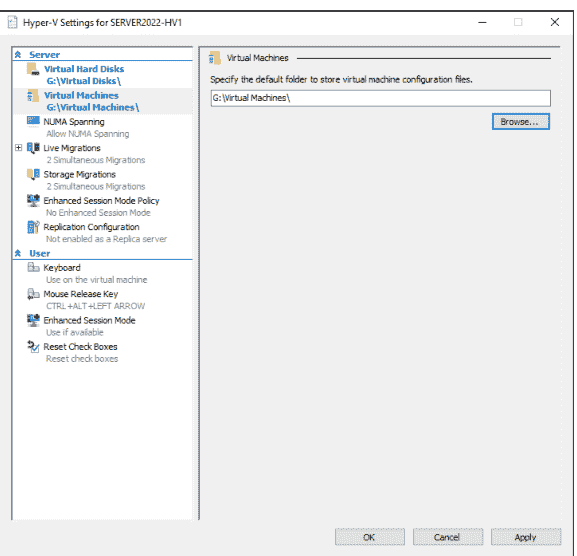 Hyper-V Settings for SERVER2022-HV1
Server
Virtual Hard Disks
G:\Virtual Disks\
Virtual Machines
G:\Virtual Machines\
NUMA Spanning
Allow NUMA Spanning
Live Migrations
2 Simultaneous Migrations
Storage Migrations
2 Simultaneous Migrations
Enhanced Session Mode Policy
No Enhanced Session Mode
Replication Configuration
Not enabled as a Replica server
User
Keyboard
Use on the virtual machine
Mouse Release Key
CTRL+ALT+LEFT ARROW
Enhanced Session Mode
Use if available
Reset Check Boxes
Reset check boxes
Virtual Machines
Specify the default folder to store virtual machine configuration files.
G:\Virtual Machines\
Browse...
OK Cancel Apply